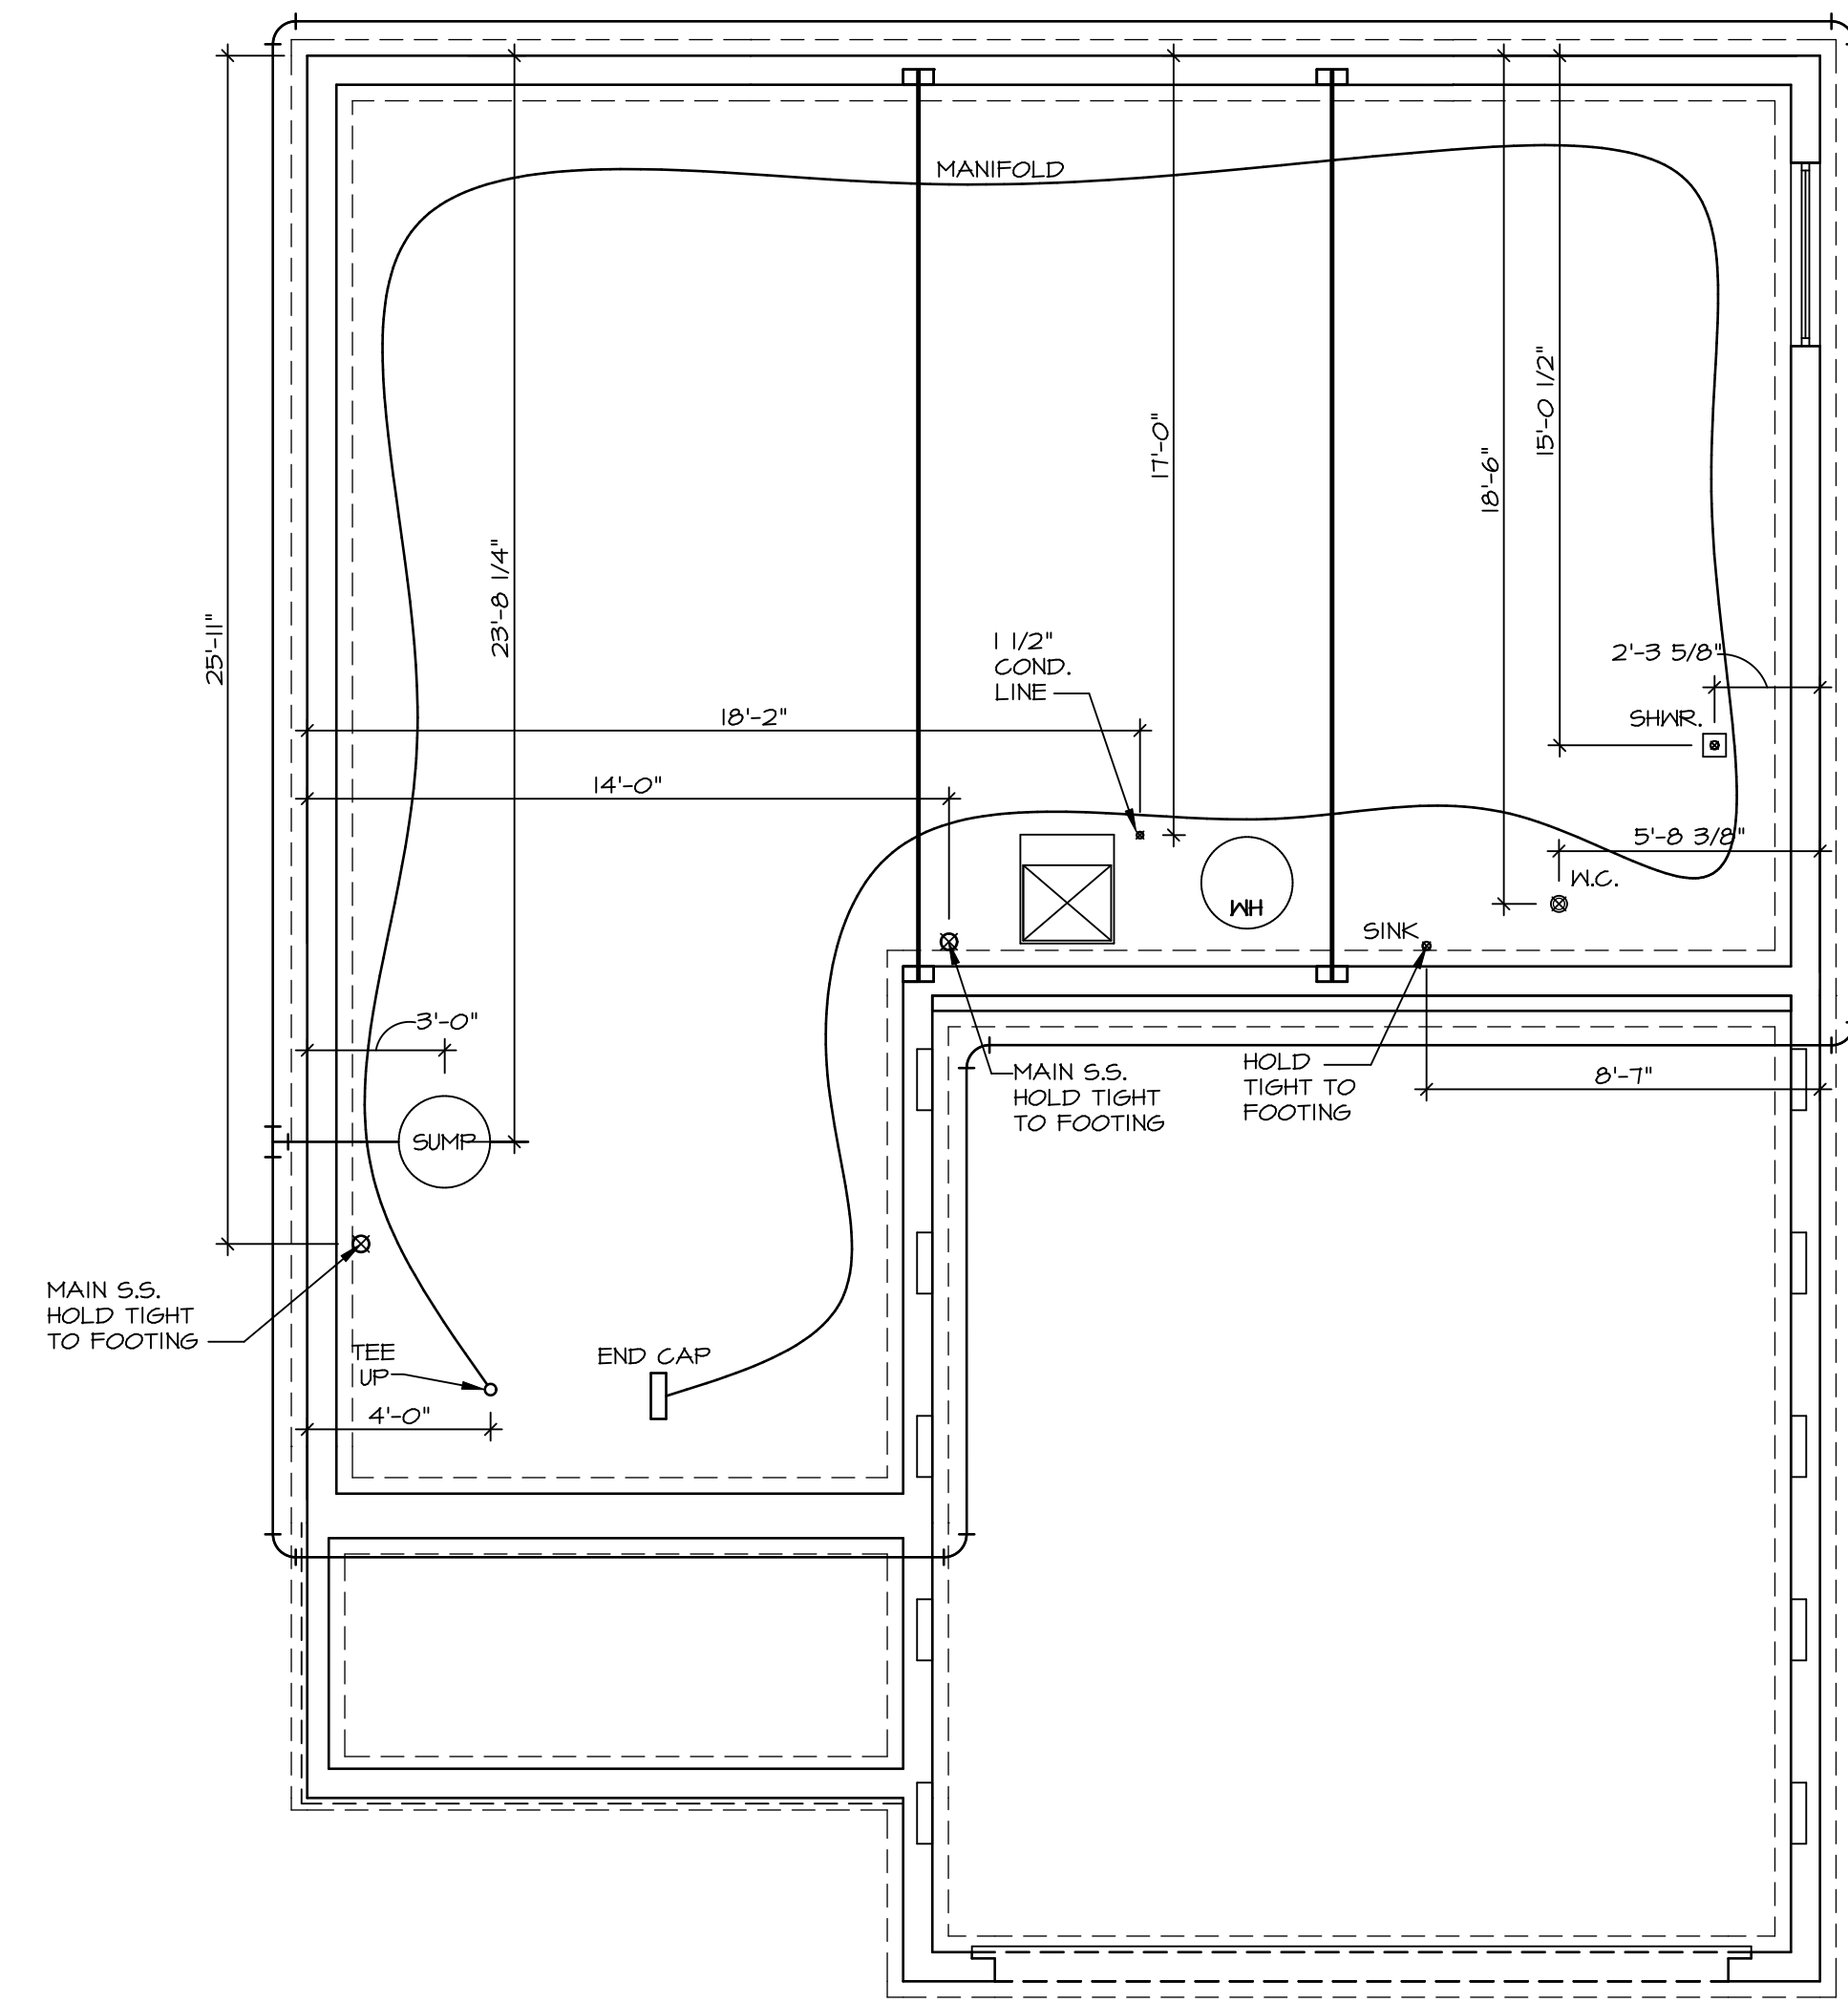 MANIFOLD
15'-0 1/2"
17'-0"
18'-6"
23'-8 1/4"
25'-11"
1 1/2"
COND.
LINE
2'-3 5/8"
SHWR.
18'-2"
14'-0"
5'-8 3/8"
W.C.
WH
SINK
3'-0"
MAIN S.S.
HOLD TIGHT
TO FOOTING
HOLD
TIGHT TO
FOOTING
8'-7"
SUMP
MAIN S.S.
HOLD TIGHT
TO FOOTING
TEE
UP
END CAP
4'-0"